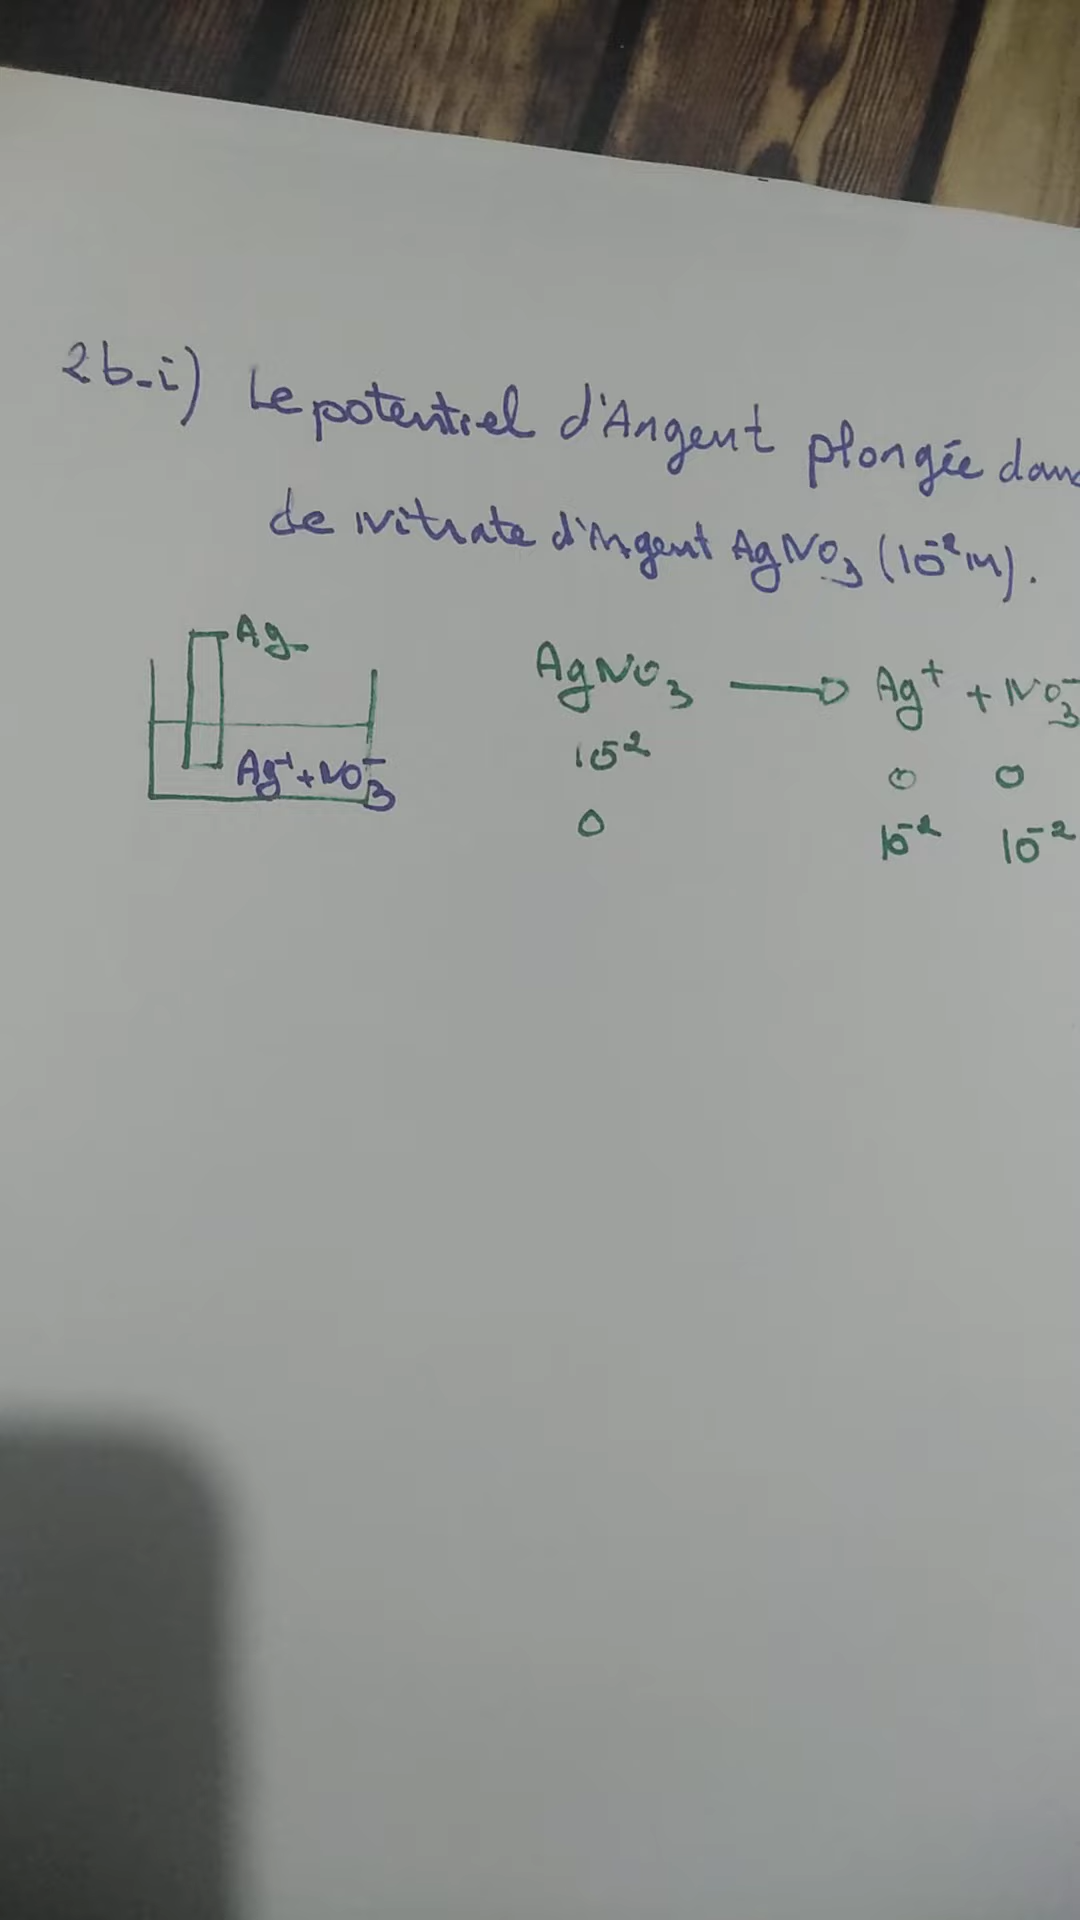 2b-i) Le potentiel d'Argent plongée dans
de Nitrate d'Argent AgNO₃ (10⁻²M).
Ag
AgNO₃ → Ag⁺ + NO₃⁻
Ag⁺+NO₃⁻
10⁻² 0 0
0 10⁻² 10⁻²